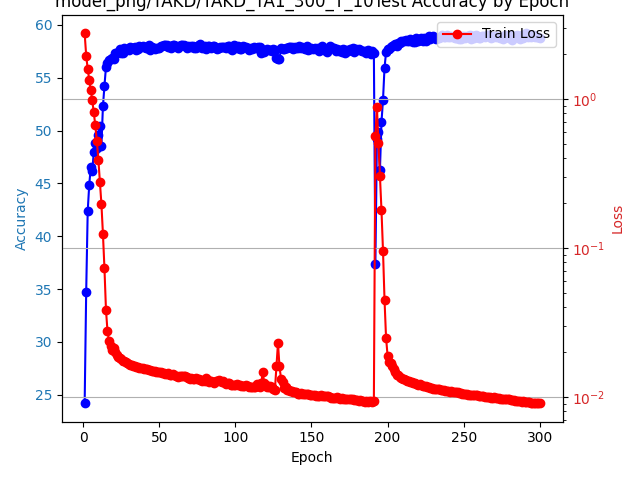 model_png/TAKD/TAKD_TA1_300_T_10Test Accuracy by Epoch
Train Loss
60
55
50
45
40
35
30
25
Accuracy
10⁰
10⁻¹
10⁻²
Loss
0 50 100 150 200 250 300
Epoch